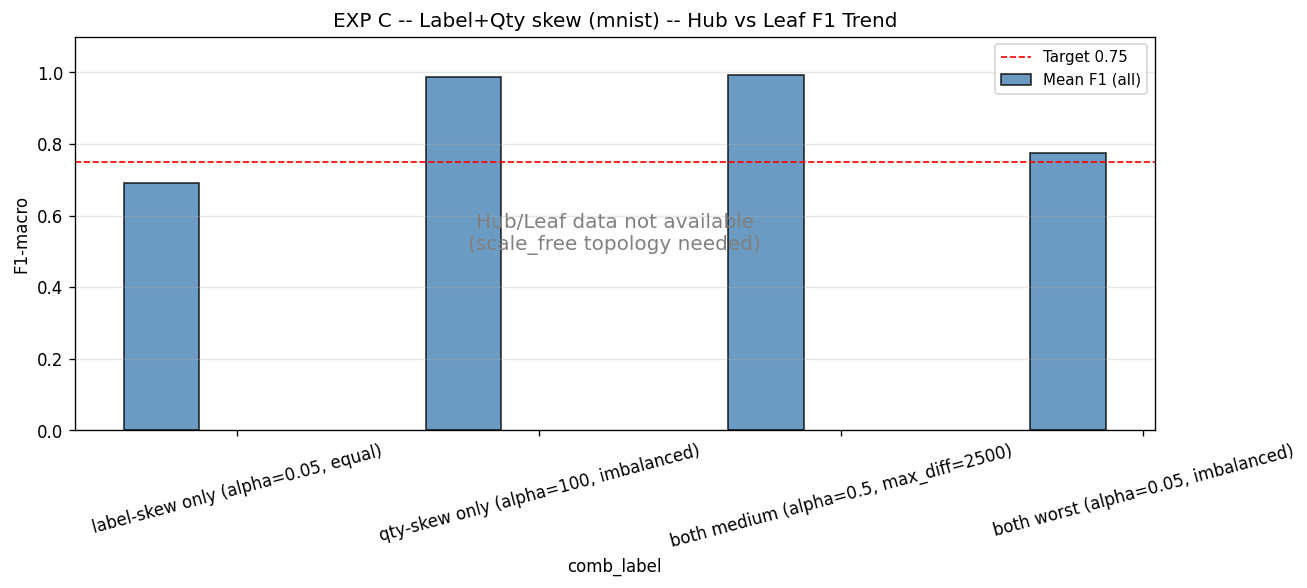 EXP C -- Label+Qty skew (mnist) -- Hub vs Leaf F1 Trend
Target 0.75
Mean F1 (all)
F1-macro
1.0
0.8
0.6
0.4
0.2
0.0
Hub/Leaf data not available
(scale_free topology needed)
label-skew only (alpha=0.05, equal)
qty-skew only (alpha=100, imbalanced)
both medium (alpha=0.5, max_diff=2500)
both worst (alpha=0.05, imbalanced)
comb_label